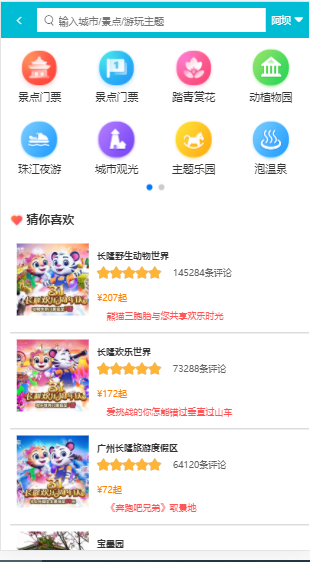 输入城市/景点/游玩主题
阿坝
景点门票
景点门票
踏青赏花
动植物园
珠江夜游
城市观光
主题乐园
泡温泉
猜你喜欢
长隆野生动物世界
145284条评论
¥207起
熊猫三胞胎与您共享欢乐时光
长隆欢乐世界
73288条评论
¥172起
爱挑战的你怎能错过垂直过山车
广州长隆旅游度假区
64120条评论
¥72起
《奔跑吧兄弟》取景地
宝墨园